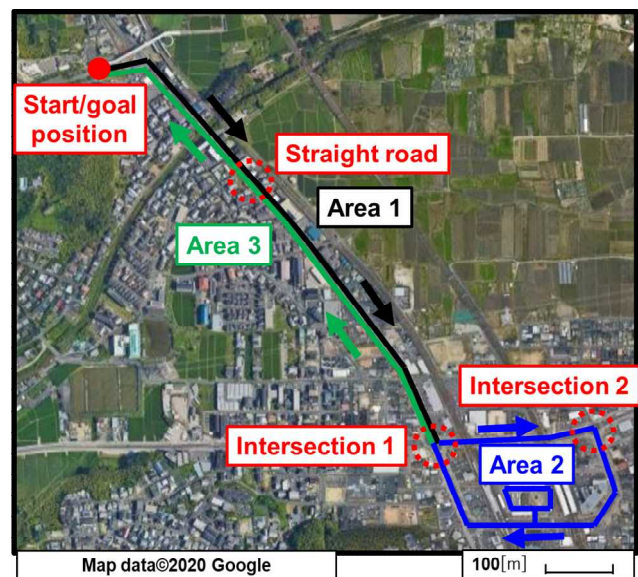 Start/goal
position
Straight road
Area 1
Area 3
Intersection 2
Intersection 1
Area 2
Map data©2020 Google
100[m]